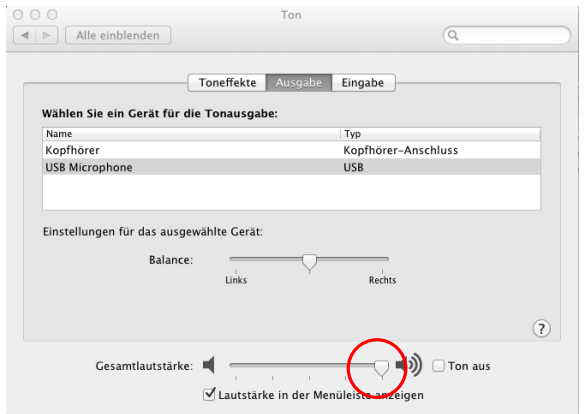 Ton
Alle einblenden
Toneffekte Ausgabe Eingabe
Wählen Sie ein Gerät für die Tonausgabe:
Name Typ
Kopfhörer Kopfhörer-Anschluss
USB Microphone USB
Einstellungen für das ausgewählte Gerät:
Balance:
Links Rechts
?
Gesamtlautstärke: Ton aus
Lautstärke in der Menüleiste anzeigen